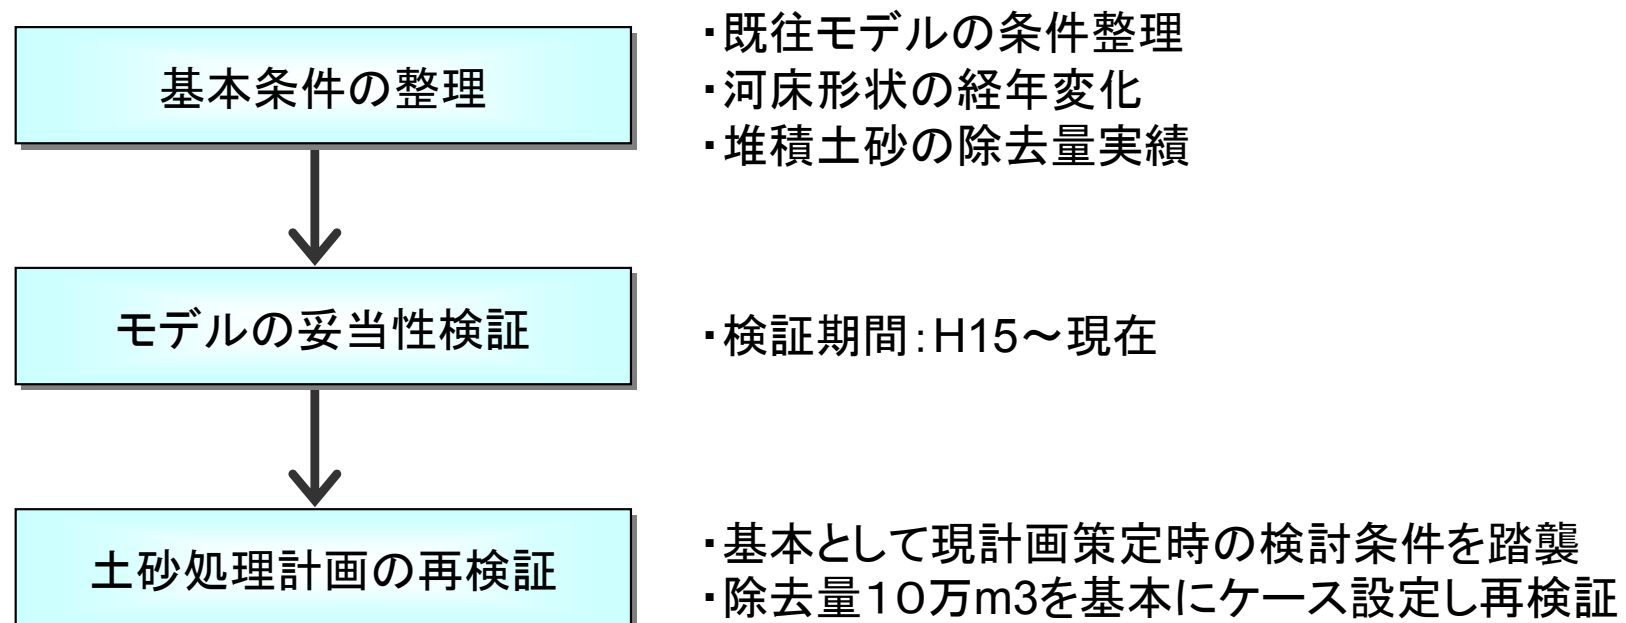 基本条件の整理
・既往モデルの条件整理
・河床形状の経年変化
・堆積土砂の除去量実績
モデルの妥当性検証
・検証期間：H15～現在
土砂処理計画の再検証
・基本として現計画策定時の検討条件を踏襲
・除去量１０万m3を基本にケース設定し再検証